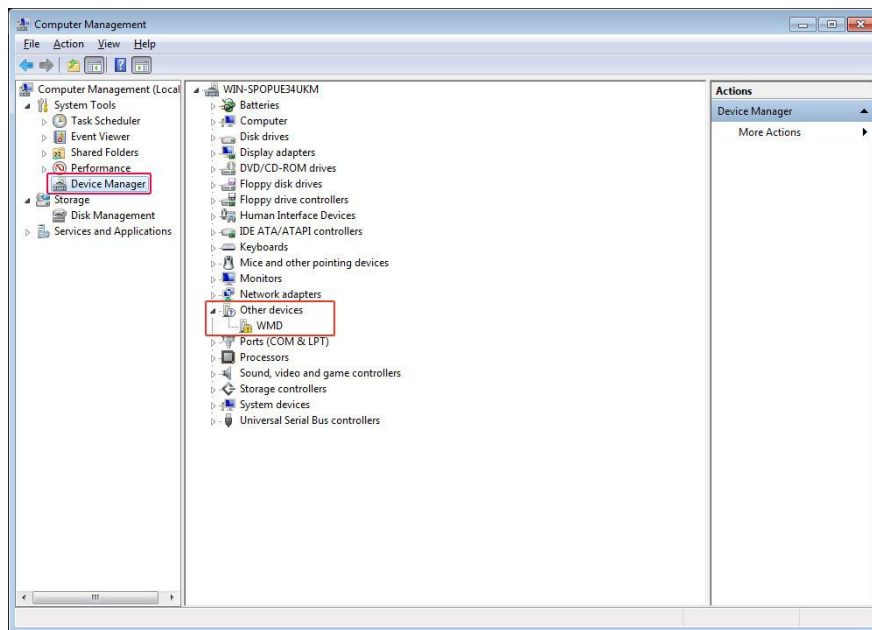 Computer Management
File Action View Help
Computer Management (Local
System Tools
Task Scheduler
Event Viewer
Shared Folders
Performance
Device Manager
Storage
Disk Management
Services and Applications
WIN-SPOPUE34UKM
Batteries
Computer
Disk drives
Display adapters
DVD/CD-ROM drives
Floppy disk drives
Floppy drive controllers
Human Interface Devices
IDE ATA/ATAPI controllers
Keyboards
Mice and other pointing devices
Monitors
Network adapters
Other devices
WMD
Ports (COM & LPT)
Processors
Sound, video and game controllers
Storage controllers
System devices
Universal Serial Bus controllers
Actions
Device Manager
More Actions